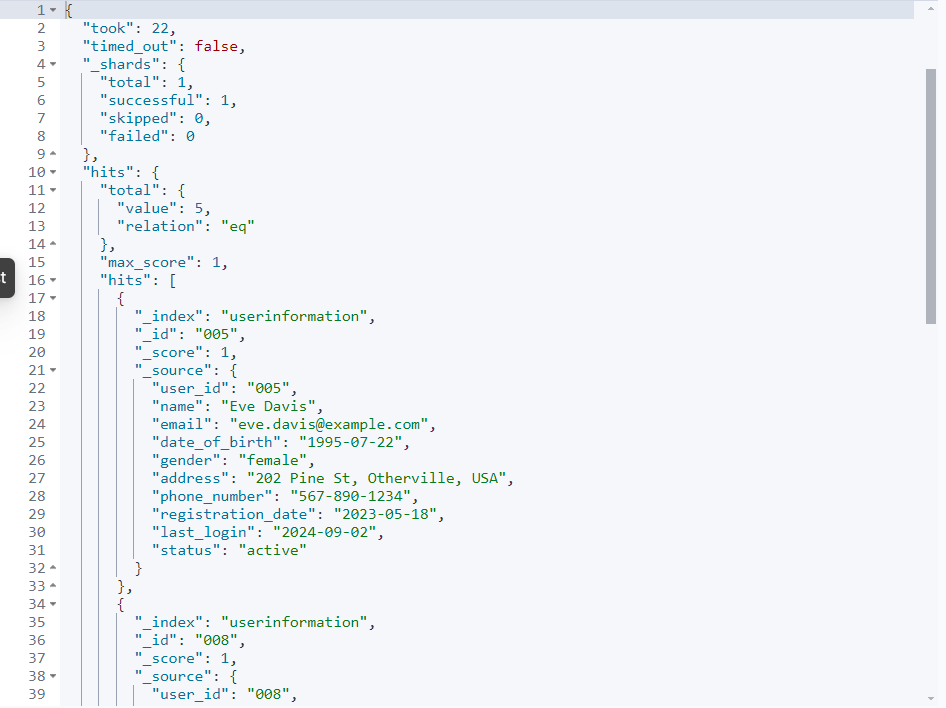 1 {
2 "took": 22,
3 "timed_out": false,
4 "_shards": {
5 "total": 1,
6 "successful": 1,
7 "skipped": 0,
8 "failed": 0
9 },
10 "hits": {
11 "total": {
12 "value": 5,
13 "relation": "eq"
14 },
15 "max_score": 1,
t
16 "hits": [
17 {
18 "_index": "userinformation",
19 "_id": "005",
20 "_score": 1,
21 "_source": {
22 "user_id": "005",
23 "name": "Eve Davis",
24 "email": "eve.davis@example.com",
25 "date_of_birth": "1995-07-22",
26 "gender": "female",
27 "address": "202 Pine St, Otherville, USA",
28 "phone_number": "567-890-1234",
29 "registration_date": "2023-05-18",
30 "last_login": "2024-09-02",
31 "status": "active"
32 }
33 },
34 {
35 "_index": "userinformation",
36 "_id": "008",
37 "_score": 1,
38 "_source": {
39 "user_id": "008",